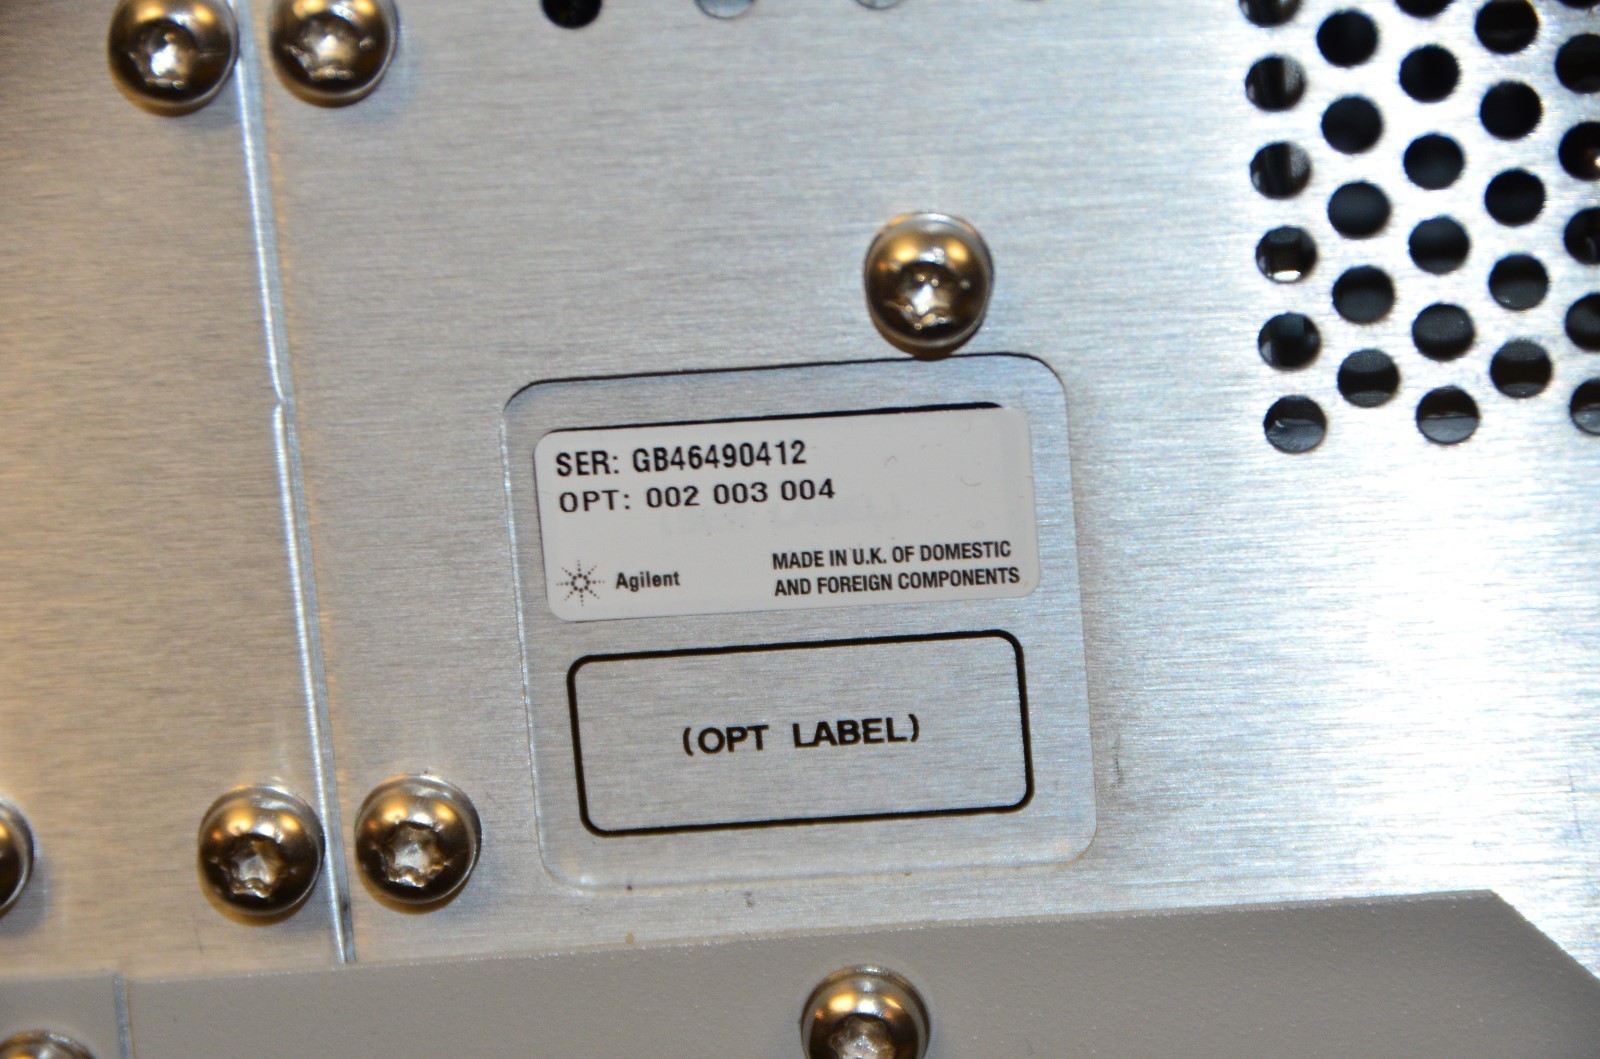 SER: GB46490412
OPT: 002 003 004
Agilent
MADE IN U.K. OF DOMESTIC
AND FOREIGN COMPONENTS
(OPT LABEL)